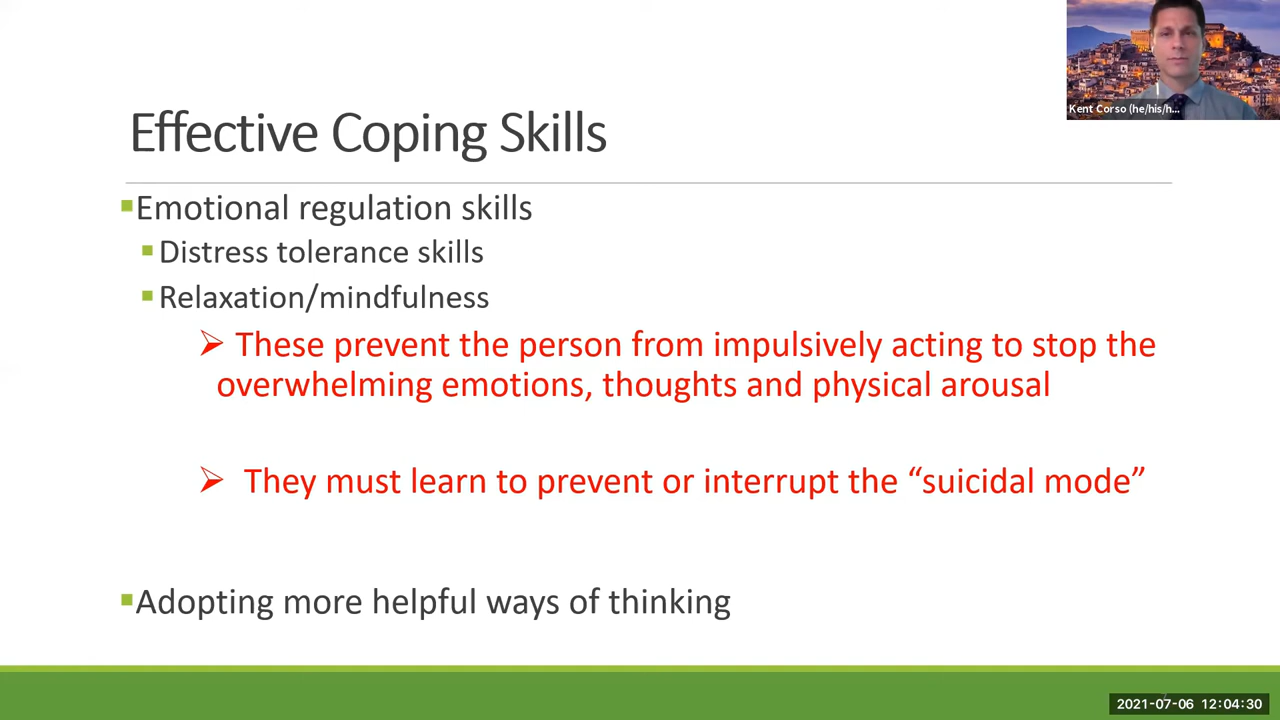 Kent Corso (he/his/h...
Effective Coping Skills
Emotional regulation skills
Distress tolerance skills
Relaxation/mindfulness
These prevent the person from impulsively acting to stop the
overwhelming emotions, thoughts and physical arousal
They must learn to prevent or interrupt the “suicidal mode”
Adopting more helpful ways of thinking
2021-07-06 12:04:30